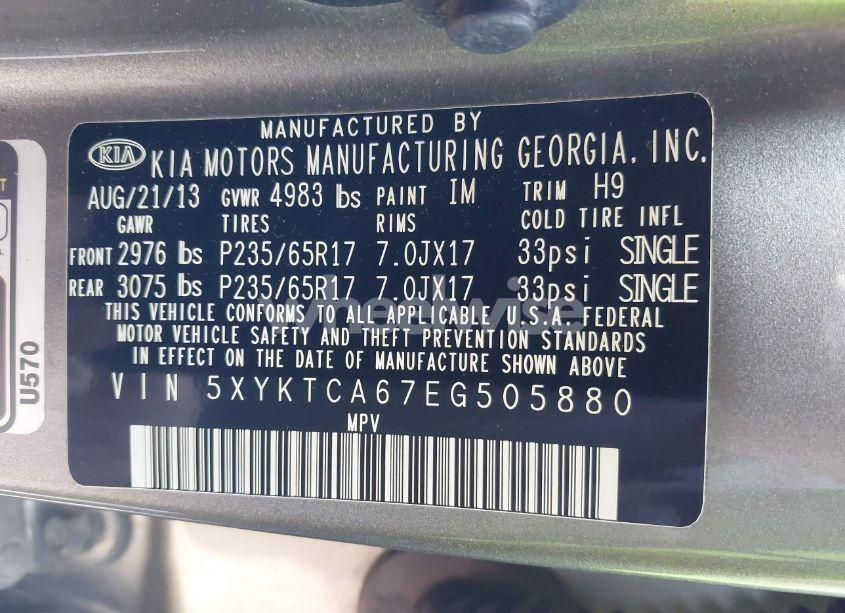 MANUFACTURED BY
KIA KIA MOTORS MANUFACTURING GEORGIA, INC.
AUG/21/13 GVWR 4983 lbs PAINT IM TRIM H9
GAWR TIRES RIMS COLD TIRE INFL
FRONT 2976 lbs P235/65R17 7.0JX17 33psi SINGLE
REAR 3075 lbs P235/65R17 7.0JX17 33psi SINGLE
THIS VEHICLE CONFORMS TO ALL APPLICABLE U.S.A. FEDERAL
MOTOR VEHICLE SAFETY AND THEFT PREVENTION STANDARDS
IN EFFECT ON THE DATE OF MANUFACTURE SHOWN ABOVE
VIN 5XYKTCA67EG505880
MPV
U570
wheelwise